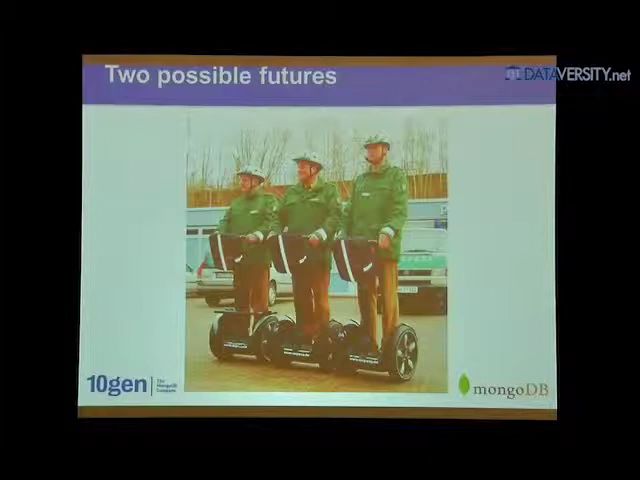 Two possible futures
DATAVERSITY.net
10gen
The
MongoDB
Company
mongoDB